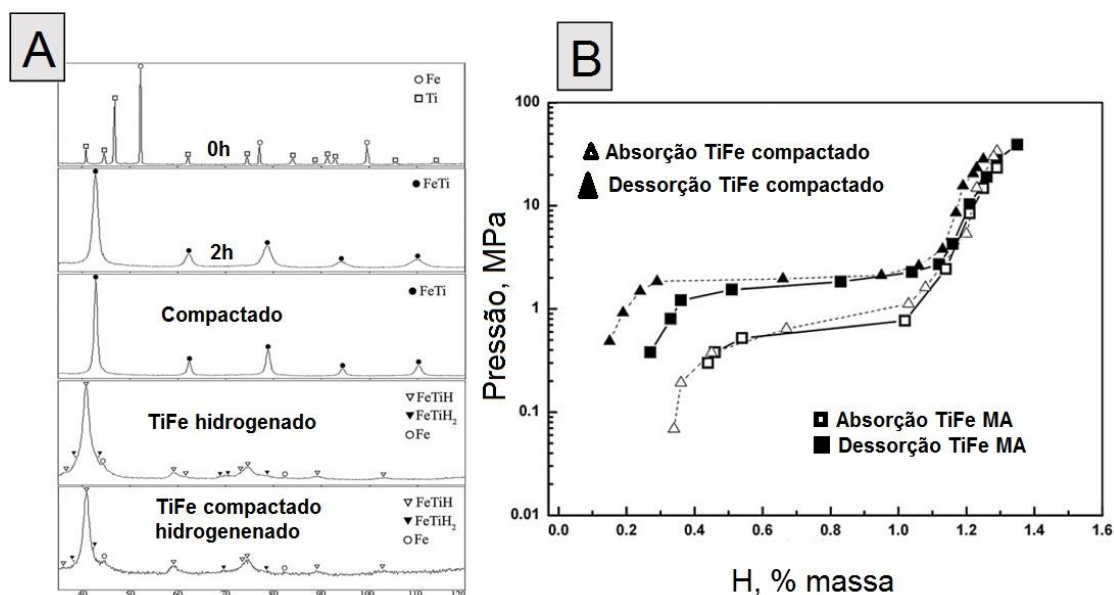 A
○ Fe
□ Ti
0h
● FeTi
2h
● FeTi
Compactado
TiFe hidrogenado
▽ FeTiH
▼ FeTiH₂
○ Fe
TiFe compactado
hidrogenenado
▽ FeTiH
▼ FeTiH₂
○ Fe
40 50 60 70 80 90 100 110 120
B
Pressão, MPa
100
10
1
0.1
0.01
Absorção TiFe compactado
Dessorção TiFe compactado
Absorção TiFe MA
Dessorção TiFe MA
0.0 0.2 0.4 0.6 0.8 1.0 1.2 1.4 1.6
H, % massa